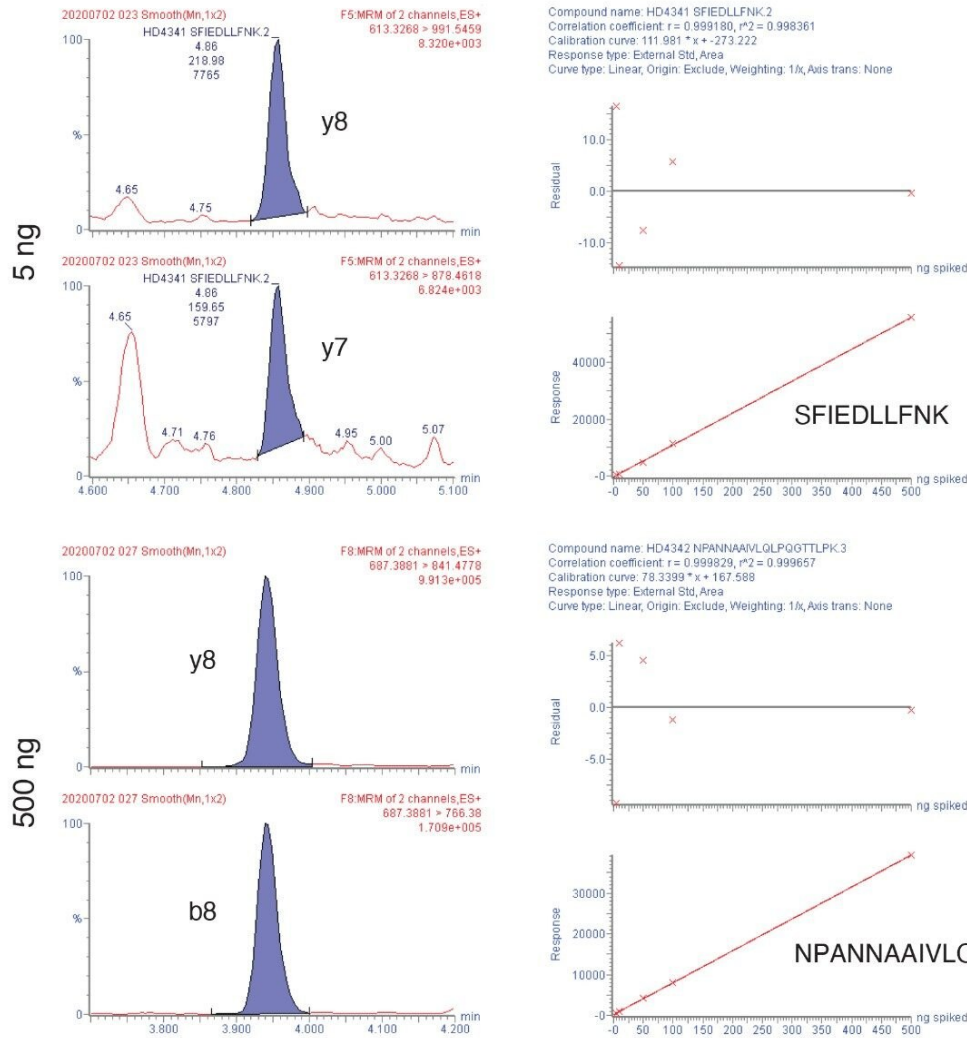 5 ng
20200702 023 Smooth(Mn,1x2)
F5:MRM of 2 channels,ES+
613.3268 > 991.5459
8.320e+003
HD4341 SFIEDLLFNK.2
4.86
218.98
7765
100
%
0
4.65
4.75
y8
min
20200702 023 Smooth(Mn,1x2)
F5:MRM of 2 channels,ES+
613.3268 > 878.4618
6.824e+003
HD4341 SFIEDLLFNK.2
4.86
159.65
5797
100
%
0
4.65
4.71
4.76
4.95
5.00
5.07
y7
min
4.600 4.700 4.800 4.900 5.000 5.100
Compound name: HD4341 SFIEDLLFNK.2
Correlation coefficient: r = 0.999180, r^2 = 0.998361
Calibration curve: 111.981 * x + -273.222
Response type: External Std, Area
Curve type: Linear, Origin: Exclude, Weighting: 1/x, Axis trans: None
Residual
10.0
0.0
-10.0
ng spiked
Response
40000
20000
-0
SFIEDLLFNK
ng spiked
-0 50 100 150 200 250 300 350 400 450 500
500 ng
20200702 027 Smooth(Mn,1x2)
F8:MRM of 2 channels,ES+
687.3881 > 841.4778
9.913e+005
100
%
0
y8
min
20200702 027 Smooth(Mn,1x2)
F8:MRM of 2 channels,ES+
687.3881 > 766.38
1.709e+005
100
%
0
b8
min
3.800 3.900 4.000 4.100 4.200
Compound name: HD4342 NPANNAAIVLQLPQGTTLPK.3
Correlation coefficient: r = 0.999829, r^2 = 0.999657
Calibration curve: 78.3399 * x + 167.588
Response type: External Std, Area
Curve type: Linear, Origin: Exclude, Weighting: 1/x, Axis trans: None
Residual
5.0
0.0
-5.0
ng spiked
Response
30000
20000
10000
-0
NPANNAAIVLQ
ng spiked
-0 50 100 150 200 250 300 350 400 450 500